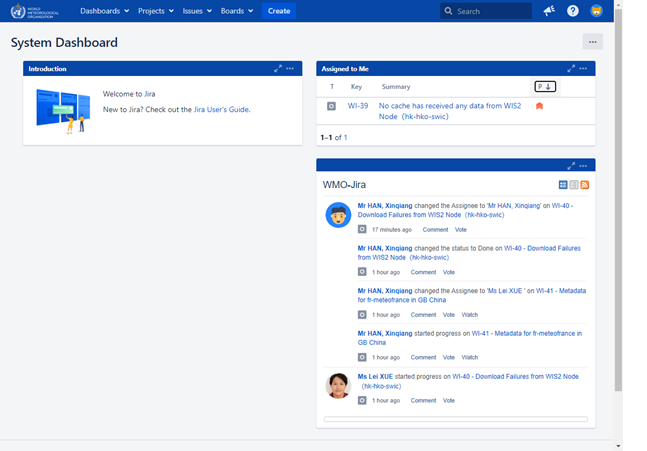 WORLD
METEOROLOGICAL
ORGANIZATION
Dashboards Projects Issues Boards Create Search
System Dashboard
Introduction
Welcome to Jira
New to Jira? Check out the Jira User's Guide.
Assigned to Me
T Key Summary P
WI-39 No cache has received any data from WIS2
Node（hk-hko-swic）
1–1 of 1
WMO-Jira
Mr HAN, Xinqiang changed the Assignee to 'Mr HAN, Xinqiang' on WI-40 -
Download Failures from WIS2 Node（hk-hko-swic）
17 minutes ago Comment Vote
Mr HAN, Xinqiang changed the status to Done on WI-40 - Download Failures
from WIS2 Node（hk-hko-swic）
1 hour ago Comment Vote
Mr HAN, Xinqiang changed the Assignee to 'Ms Lei XUE ' on WI-41 - Metadata
for fr-meteofrance in GB China
1 hour ago Comment Vote Watch
Mr HAN, Xinqiang started progress on WI-41 - Metadata for fr-meteofrance in
GB China
1 hour ago Comment Vote Watch
Ms Lei XUE started progress on WI-40 - Download Failures from WIS2 Node
（hk-hko-swic）
1 hour ago Comment Vote